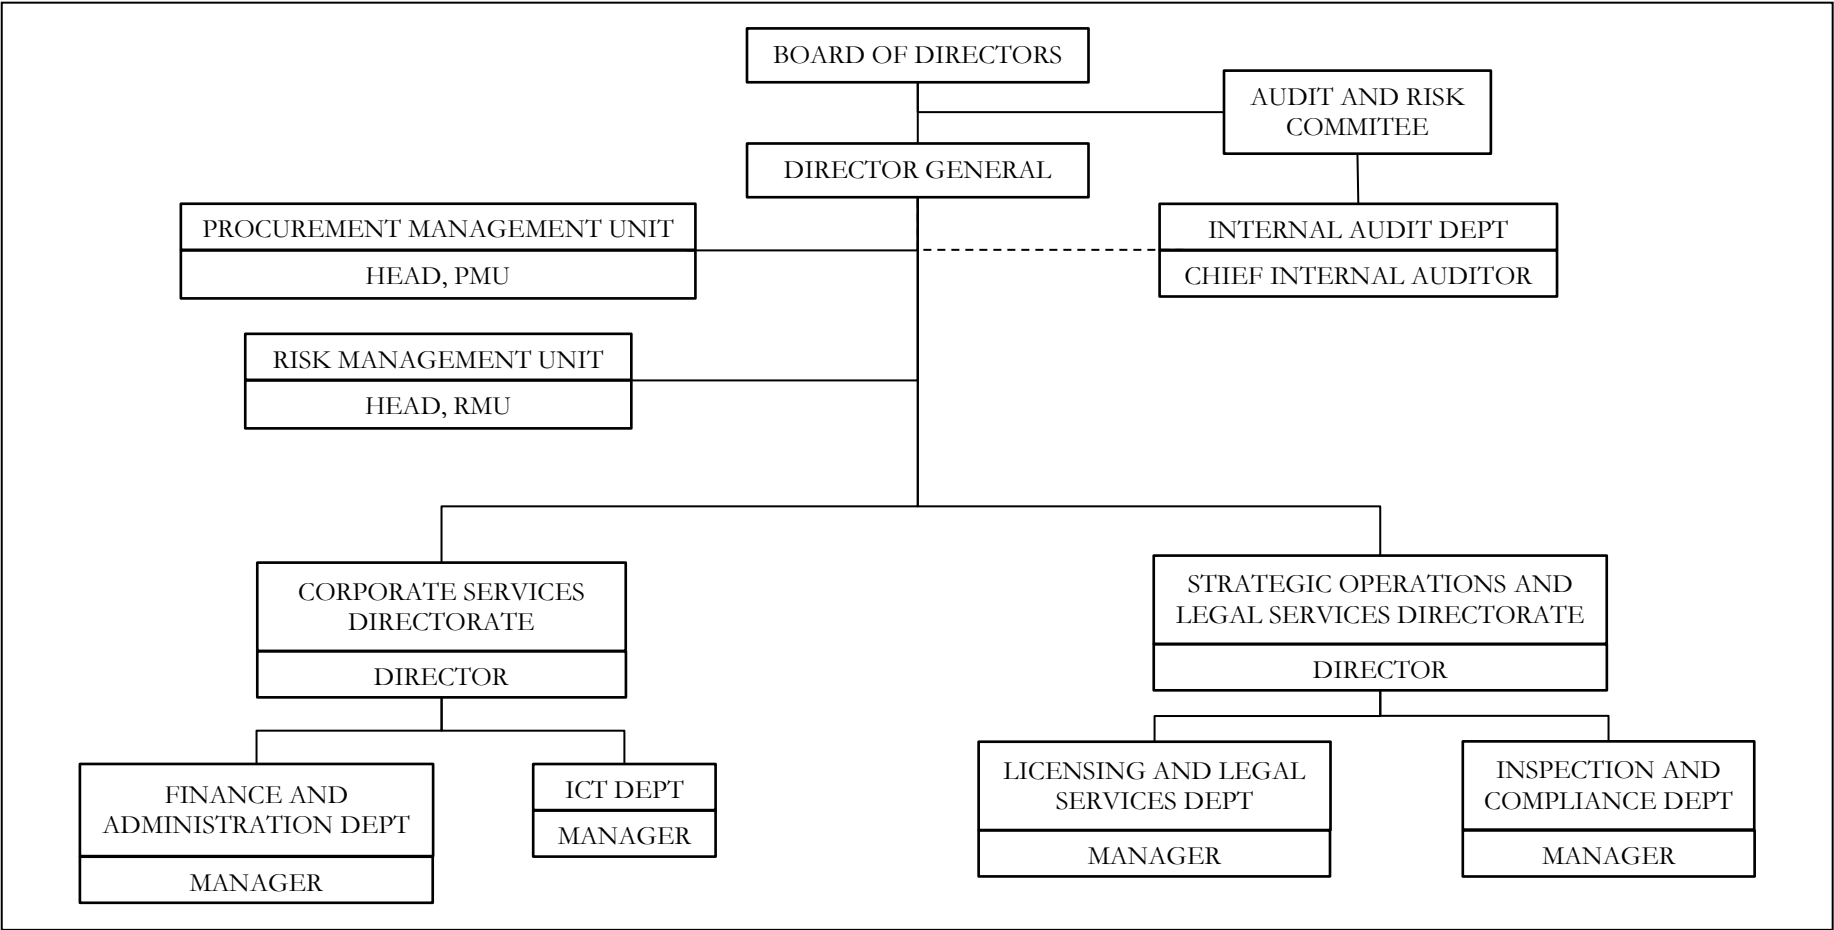 BOARD OF DIRECTORS
AUDIT AND RISK
COMMITEE
DIRECTOR GENERAL
PROCUREMENT MANAGEMENT UNIT
HEAD, PMU
INTERNAL AUDIT DEPT
CHIEF INTERNAL AUDITOR
RISK MANAGEMENT UNIT
HEAD, RMU
CORPORATE SERVICES
DIRECTORATE
DIRECTOR
STRATEGIC OPERATIONS AND
LEGAL SERVICES DIRECTORATE
DIRECTOR
FINANCE AND
ADMINISTRATION DEPT
MANAGER
ICT DEPT
MANAGER
LICENSING AND LEGAL
SERVICES DEPT
MANAGER
INSPECTION AND
COMPLIANCE DEPT
MANAGER